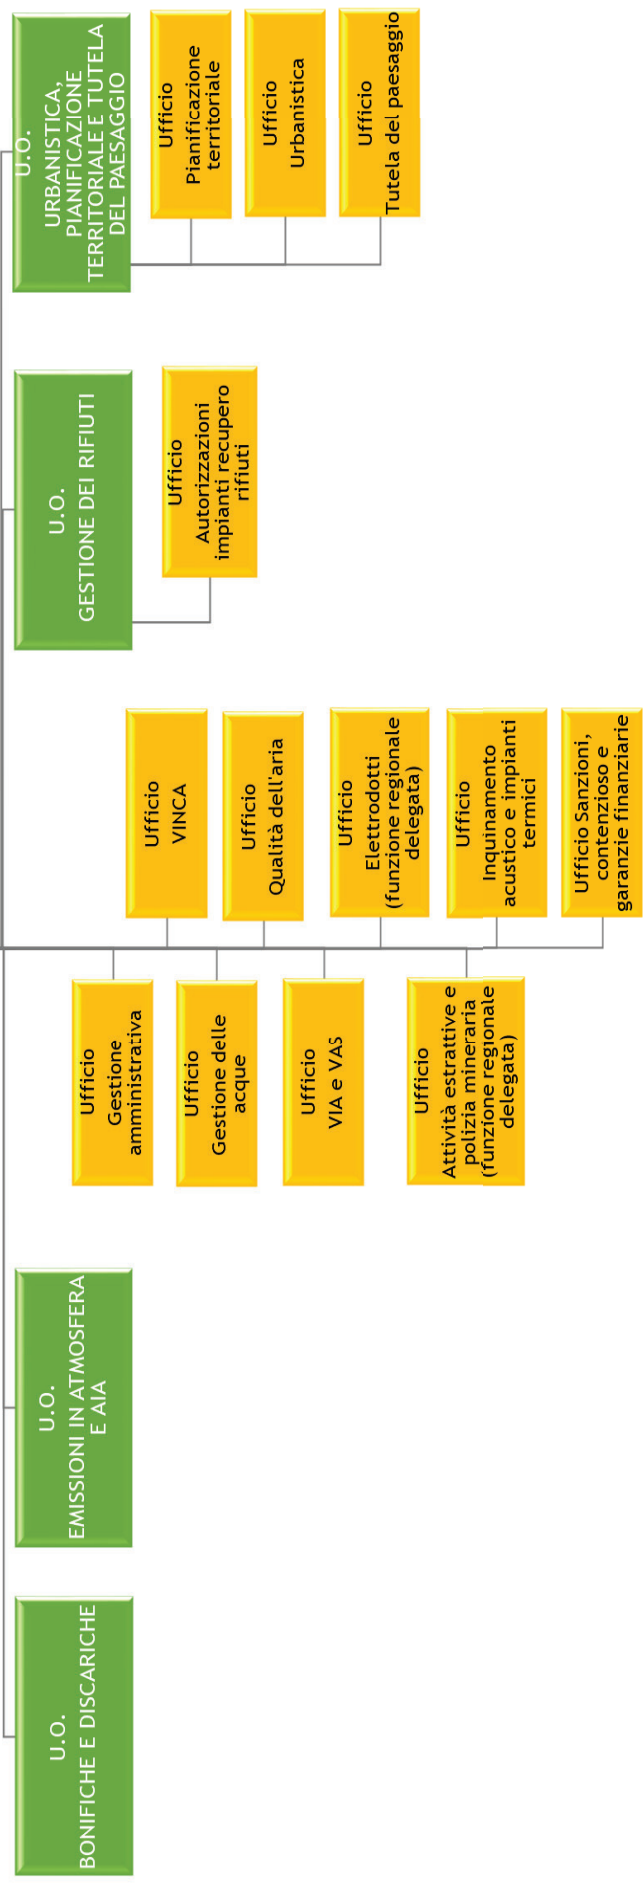 U.O.
BONIFICHE E DISCARICHE
U.O.
EMISSIONI IN ATMOSFERA
E AIA
Ufficio
Gestione
amministrativa
Ufficio
Gestione delle
acque
Ufficio
VIA e VAS
Ufficio
Attività estrattive e
polizia mineraria
(funzione regionale
delegata)
Ufficio
VINCA
Ufficio
Qualità dell'aria
Ufficio
Elettrodotti
(funzione regionale
delegata)
Ufficio
Inquinamento
acustico e impianti
termici
Ufficio Sanzioni,
contenzioso e
garanzie finanziarie
U.O.
GESTIONE DEI RIFIUTI
Ufficio
Autorizzazioni
impianti recupero
rifiuti
U.O.
URBANISTICA,
PIANIFICAZIONE
TERRITORIALE E TUTELA
DEL PAESAGGIO
Ufficio
Pianificazione
territoriale
Ufficio
Urbanistica
Ufficio
Tutela del paesaggio